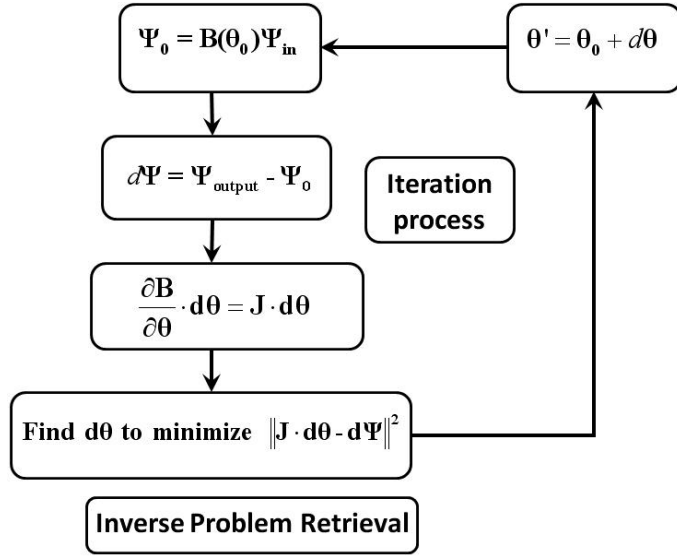 Ψ₀ = B(θ₀)Ψ_in
θ' = θ₀ + dθ
dΨ = Ψ_output - Ψ₀
Iteration
process
∂B/∂θ · dθ = J · dθ
Find dθ to minimize ‖J · dθ - dΨ‖²
Inverse Problem Retrieval